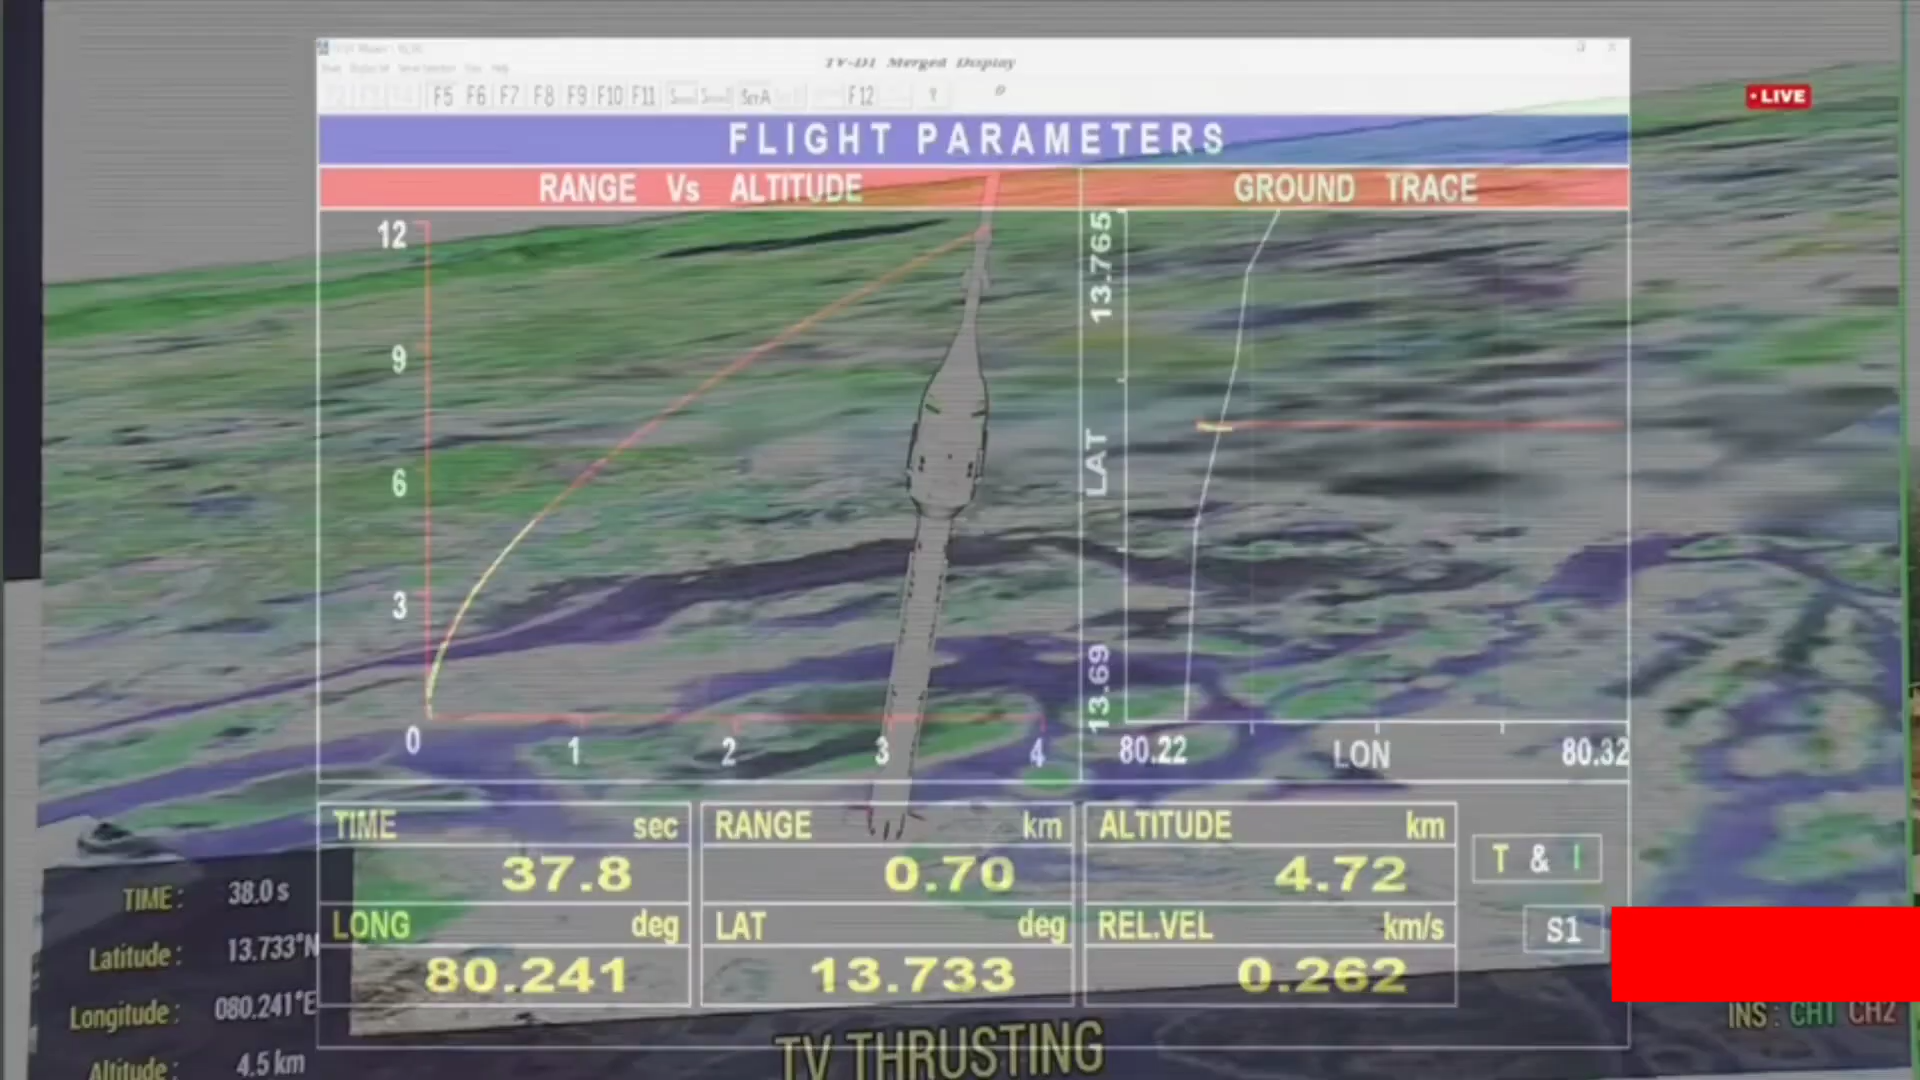 TV-D1 Merged Display
F5 F6 F7 F8 F9 F10 F11 F12
LIVE
FLIGHT PARAMETERS
RANGE Vs ALTITUDE
GROUND TRACE
12
9
6
3
0
1
2
3
4
13.765
LAT
13.69
80.22
LON
80.32
TIME sec
37.8
RANGE km
0.70
ALTITUDE km
4.72
T & I
LONG deg
80.241
LAT deg
13.733
REL.VEL km/s
0.262
S1
TIME : 38.0 s
Latitude : 13.733°N
Longitude : 080.241°E
Altitude : 4.5 km
TV THRUSTING
INS : CH1 CH2